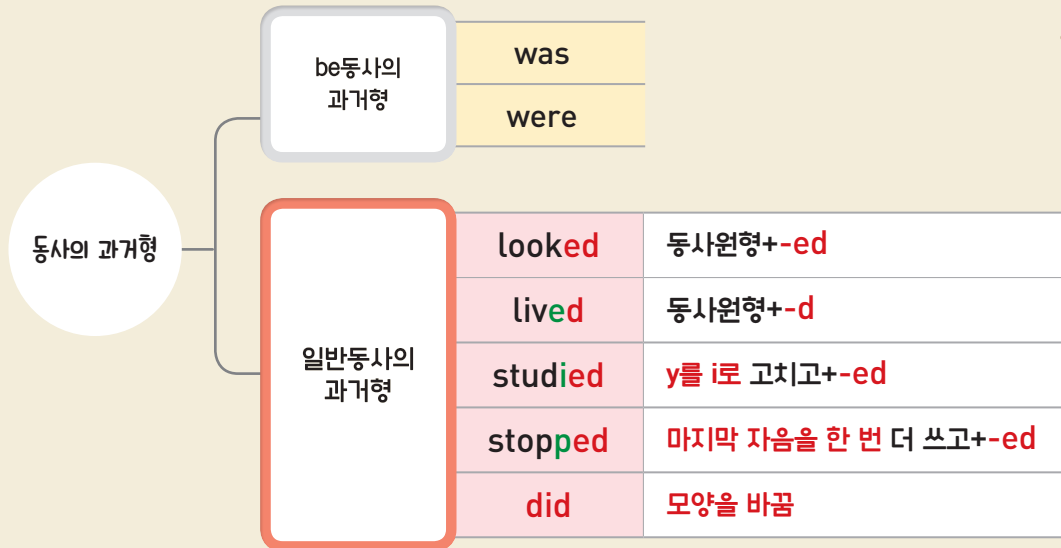 동사의 과거형
be동사의
과거형
was
were
일반동사의
과거형
looked 동사원형+-ed
lived 동사원형+-d
studied y를 i로 고치고+-ed
stopped 마지막 자음을 한 번 더 쓰고+-ed
did 모양을 바꿈